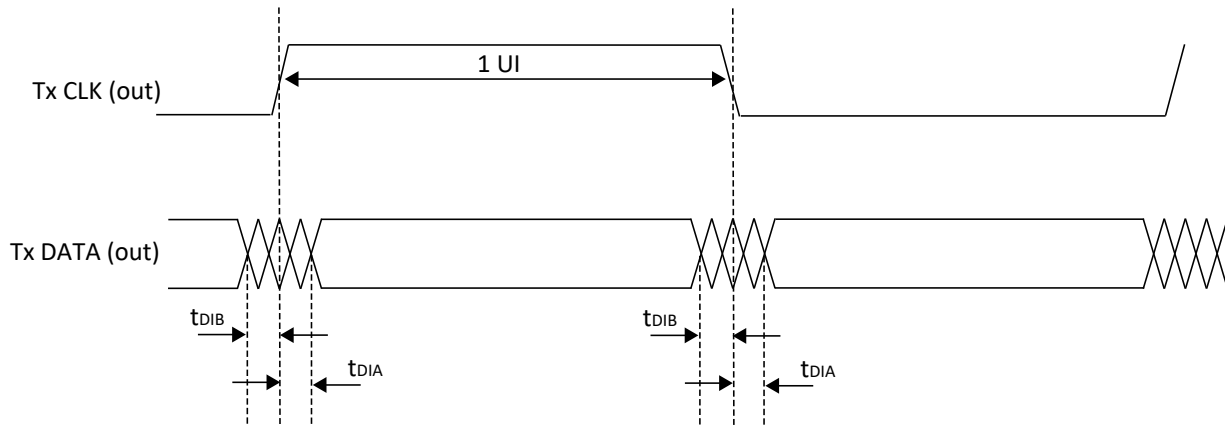 1 UI
Tx CLK (out)
Tx DATA (out)
tDIB
tDIB
tDIA
tDIA